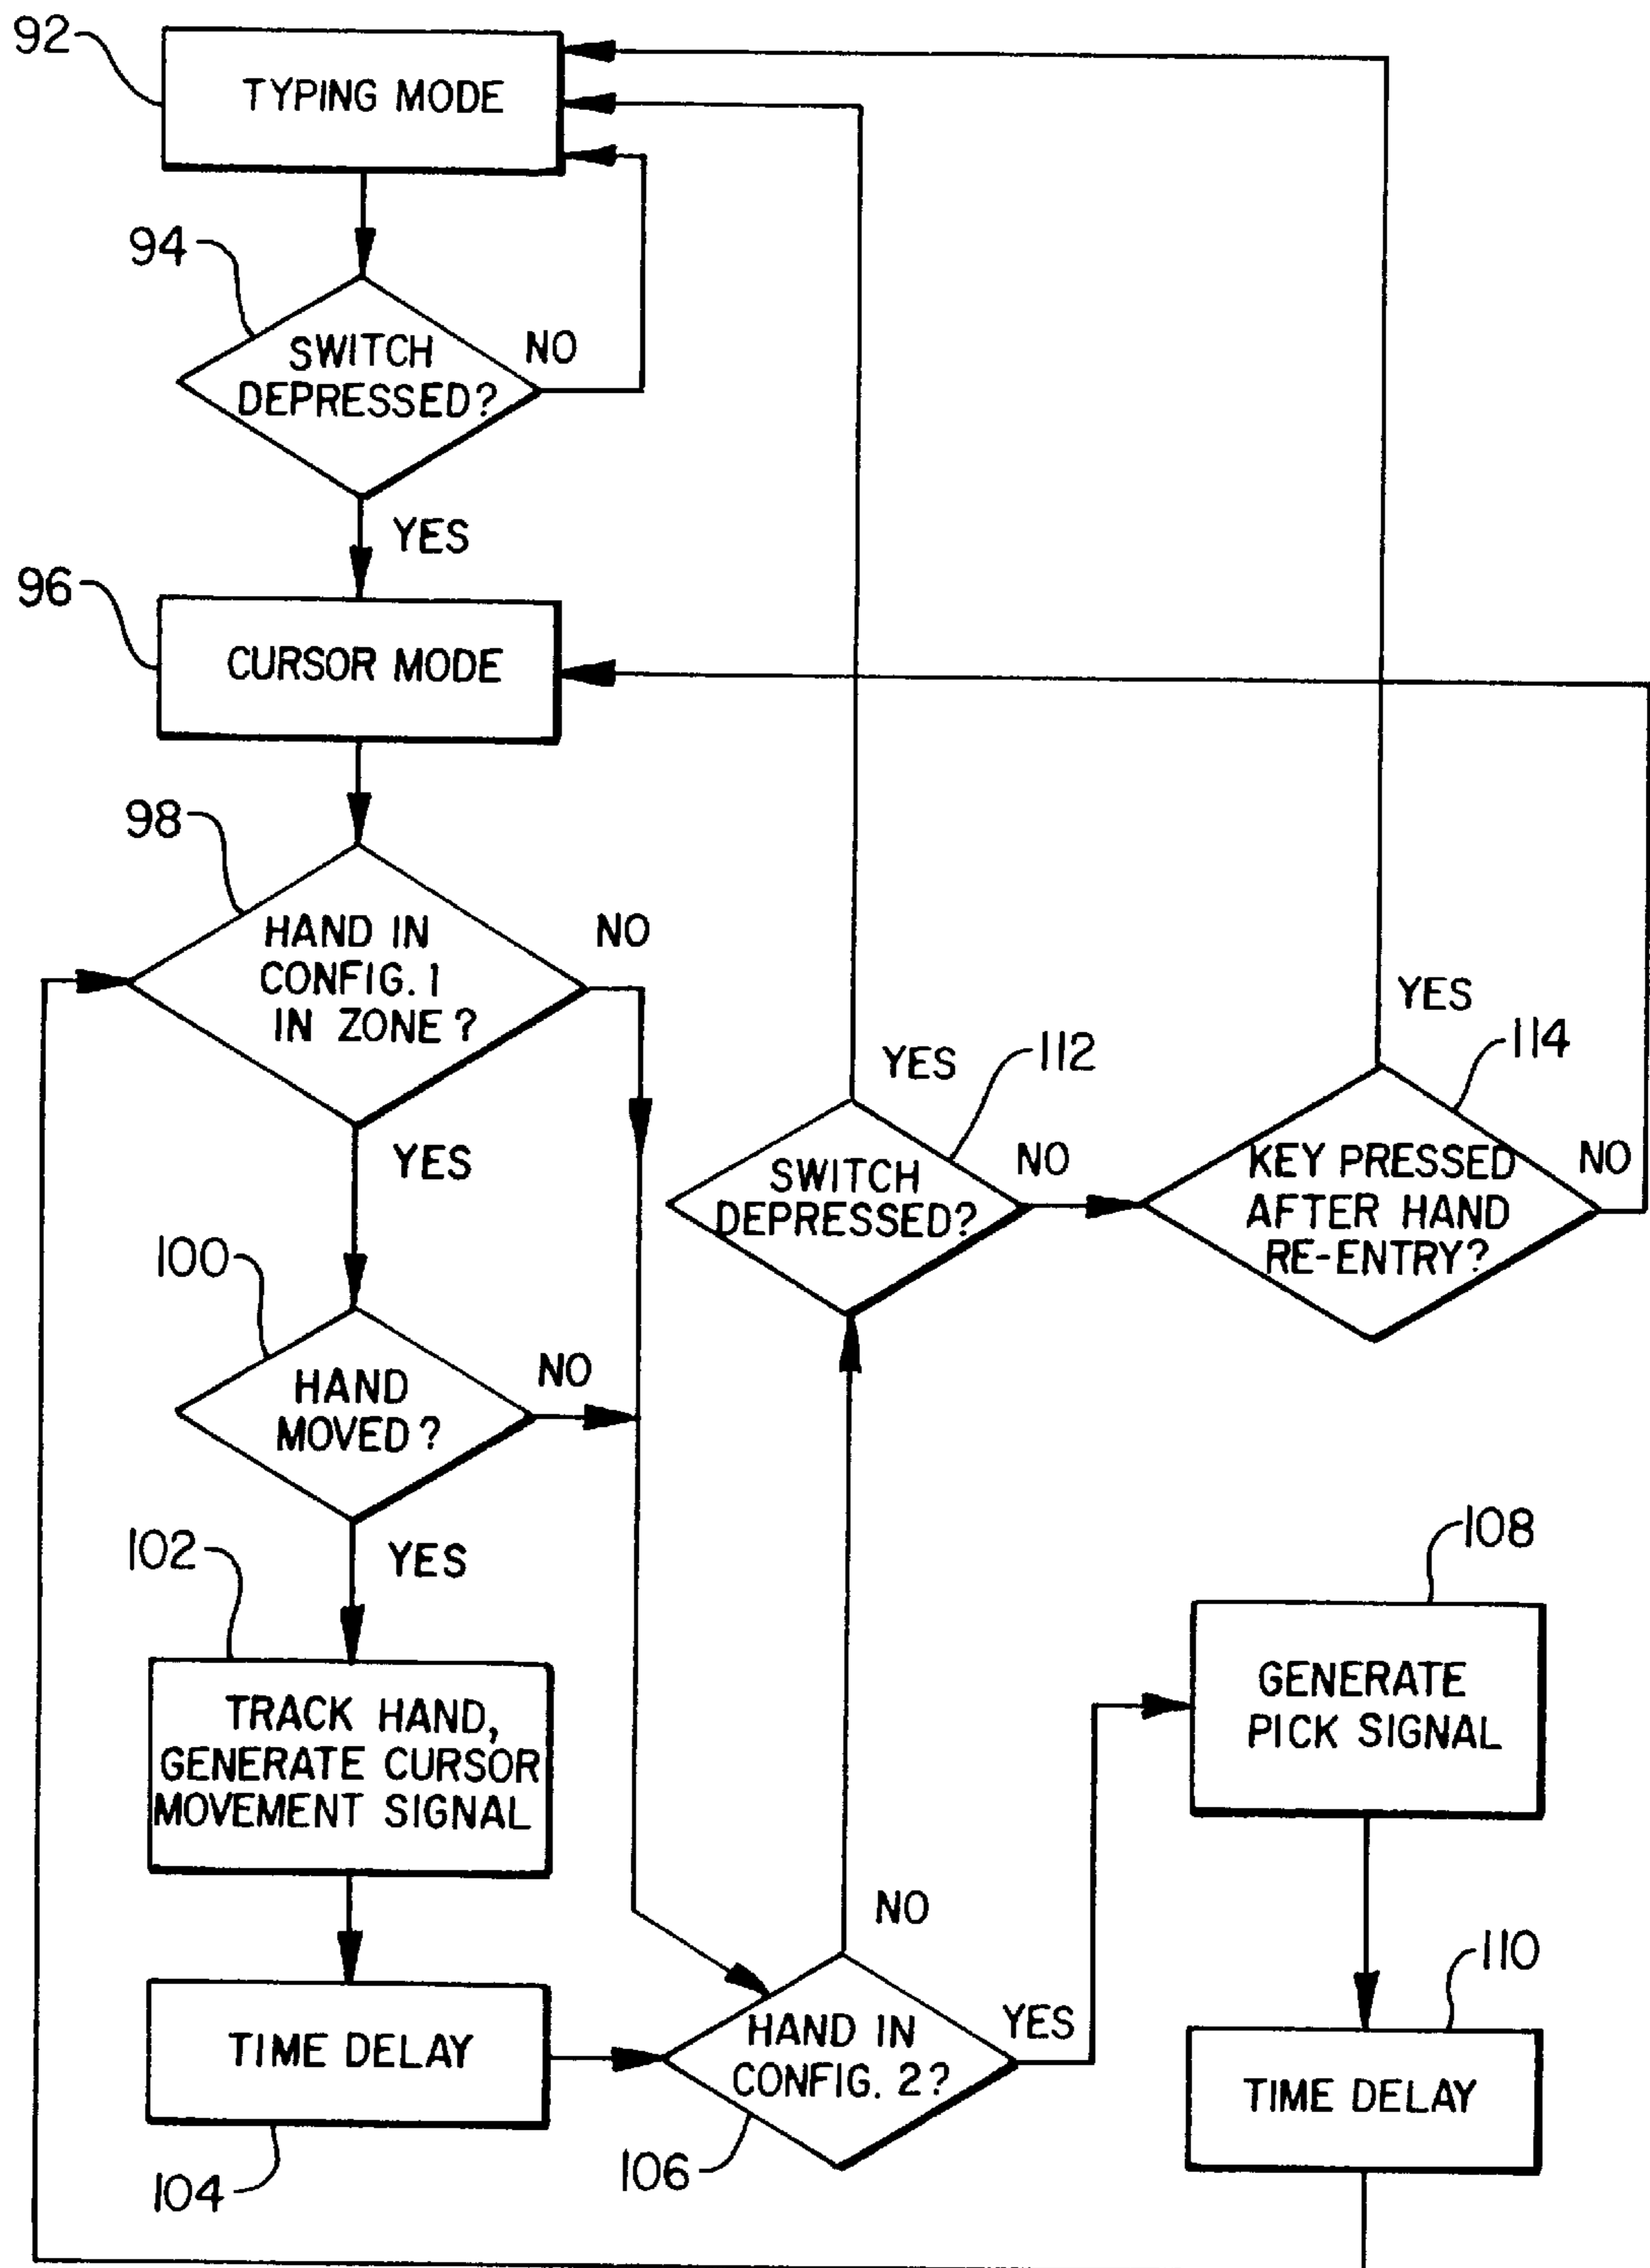 92
TYPING MODE
94
SWITCH
DEPRESSED?
NO
YES
96
CURSOR MODE
98
HAND IN
CONFIG. 1
IN ZONE?
NO
YES
100
HAND
MOVED?
NO
YES
102
TRACK HAND,
GENERATE CURSOR
MOVEMENT SIGNAL
TIME DELAY
104
HAND IN
CONFIG. 2?
106
NO
YES
SWITCH
DEPRESSED?
112
YES
NO
KEY PRESSED
AFTER HAND
RE-ENTRY?
114
YES
NO
108
GENERATE
PICK SIGNAL
110
TIME DELAY